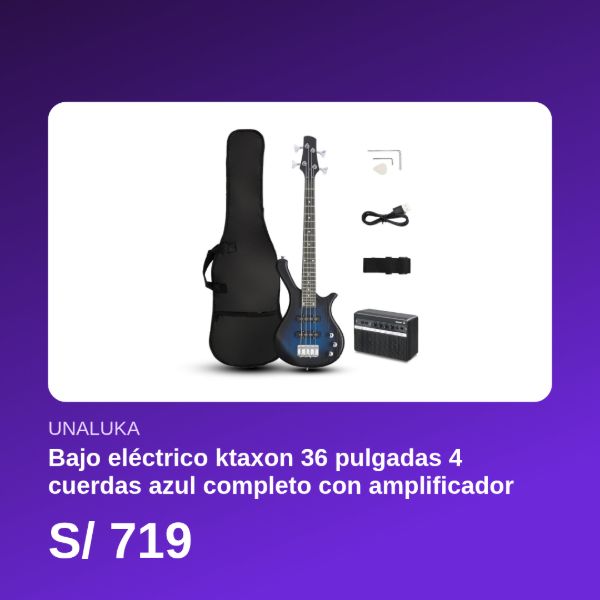 UNALUKA
Bajo eléctrico ktaxon 36 pulgadas 4
cuerdas azul completo con amplificador
S/ 719